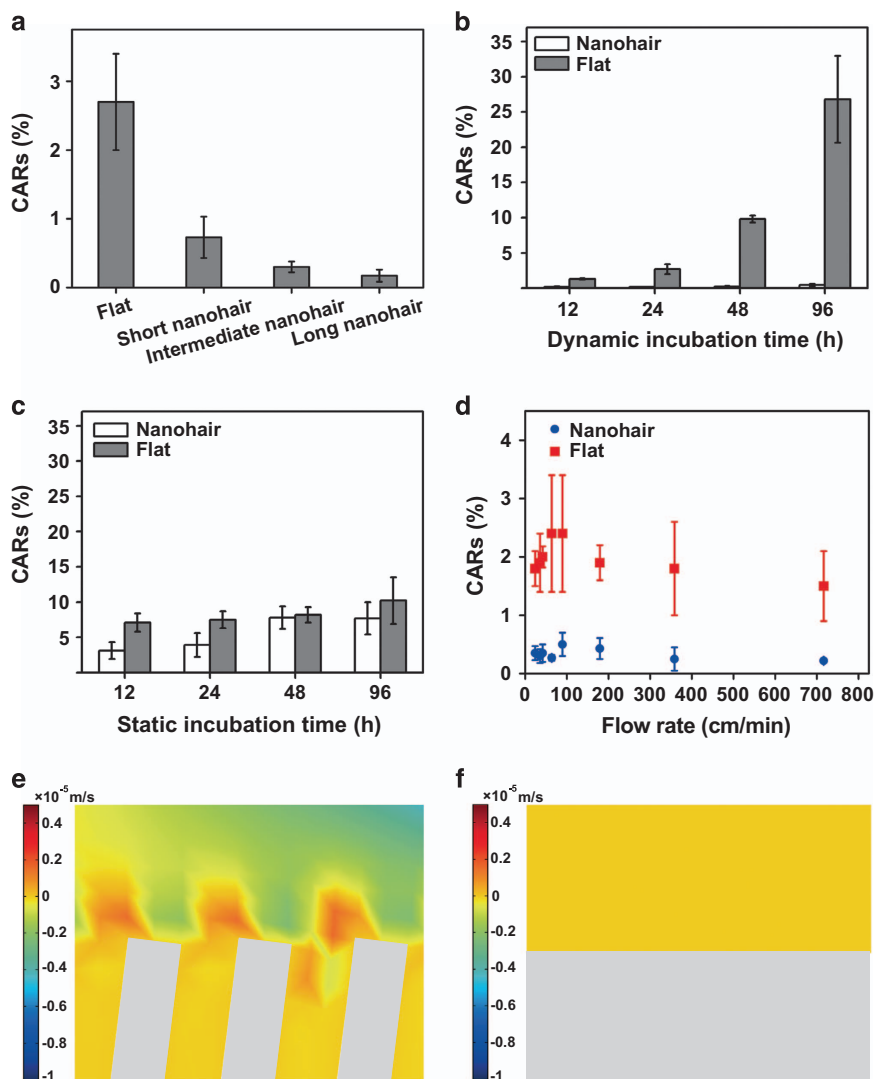 a
3
2
1
0
CARs (%)
Flat
Short nanohair
Intermediate nanohair
Long nanohair
b
Nanohair
Flat
35
30
25
20
15
10
5
CARs (%)
12 24 48 96
Dynamic incubation time (h)
c
Nanohair
Flat
35
30
25
20
15
10
5
CARs (%)
12 24 48 96
Static incubation time (h)
d
Nanohair
Flat
4
3
2
1
0
CARs (%)
0 100 200 300 400 500 600 700 800
Flow rate (cm/min)
e
×10-5 m/s
0.4
0.2
0
-0.2
-0.4
-0.6
-0.8
-1
f
×10-5 m/s
0.4
0.2
0
-0.2
-0.4
-0.6
-0.8
-1